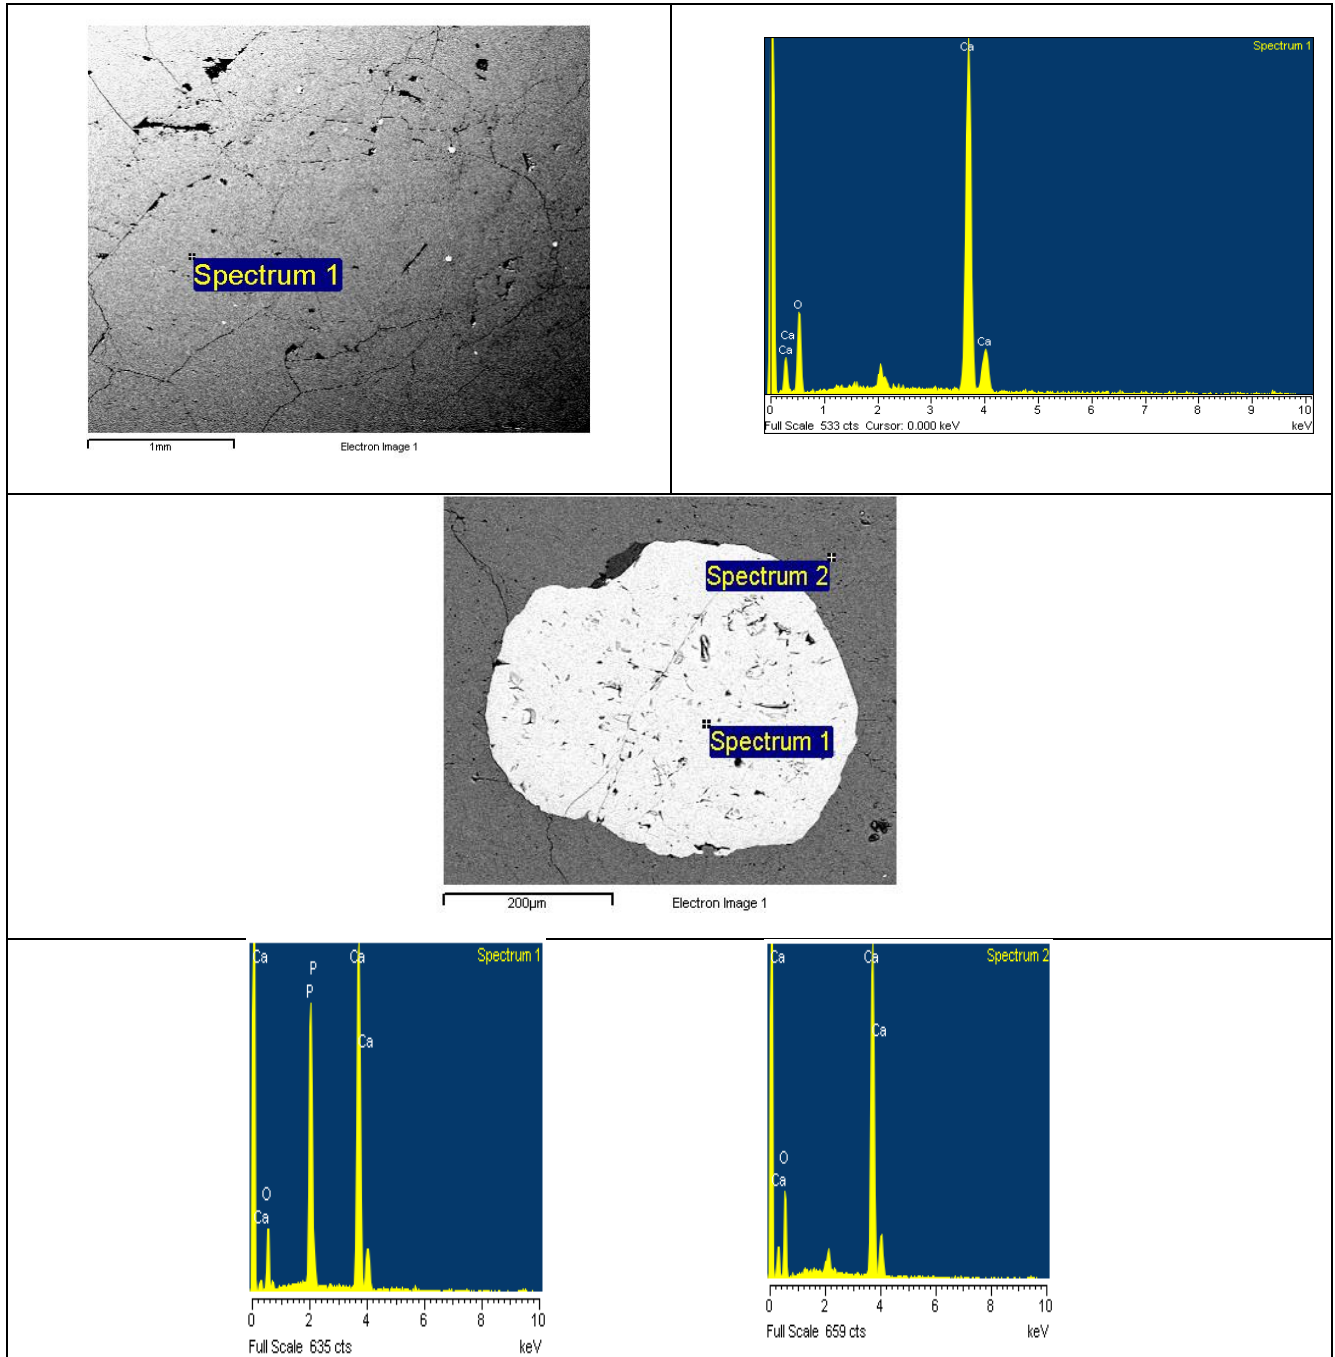 Spectrum 1
1mm
Electron Image 1
Spectrum 1
Ca
O
Ca
Ca
Ca
0 1 2 3 4 5 6 7 8 9 10
Full Scale 533 cts Cursor: 0.000 keV
keV
Spectrum 2
Spectrum 1
200µm
Electron Image 1
Spectrum 1
Ca
Ca
P
P
Ca
O
Ca
0 2 4 6 8 10
Full Scale 635 cts
keV
Spectrum 2
Ca
Ca
Ca
O
Ca
0 2 4 6 8 10
Full Scale 659 cts
keV